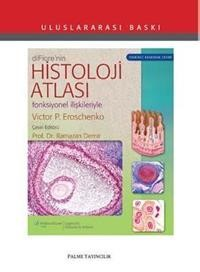 ULUSLARARASI BASKI
diFiore'nin
HİSTOLOJİ
ATLASI
fonksiyonel ilişkileriyle
Victor P. Eroschenko
Çeviri Editörü
Prof. Dr. Ramazan Demir
PALME YAYINCILIK